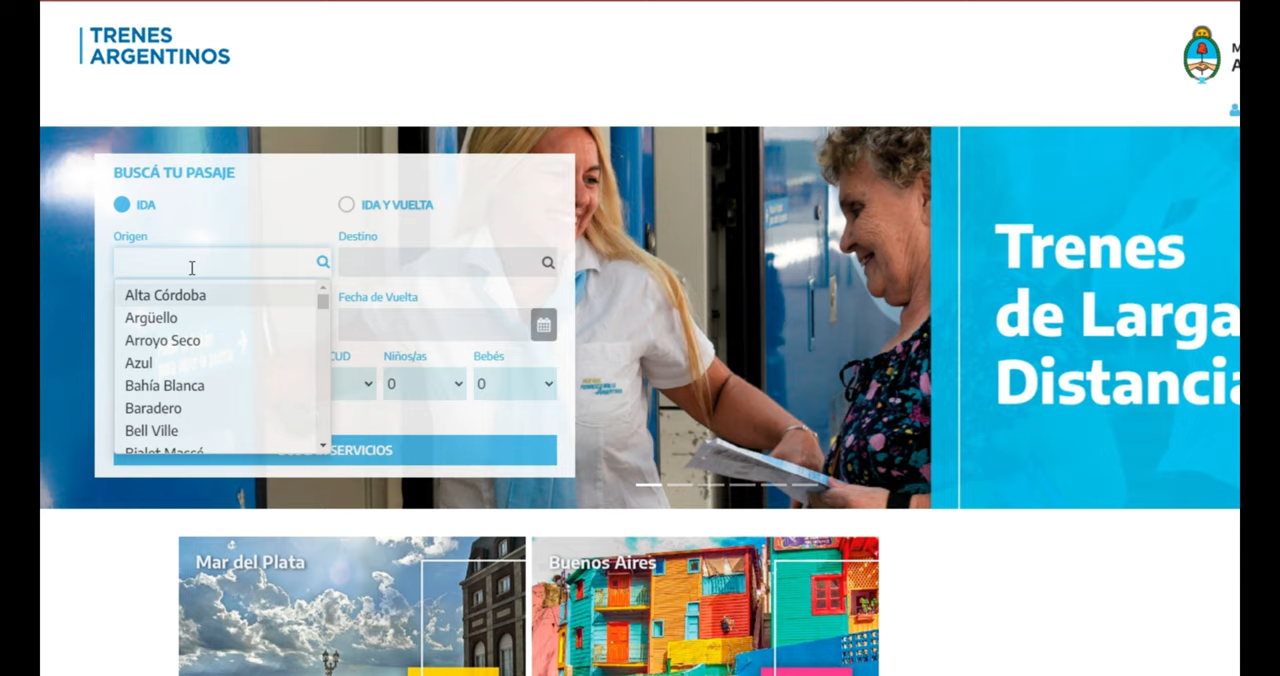 TRENES
ARGENTINOS
BUSCÁ TU PASAJE
IDA
IDA Y VUELTA
Origen
Destino
Alta Córdoba
Argüello
Arroyo Seco
Azul
Bahía Blanca
Baradero
Bell Ville
Bialet Massé
Fecha de Vuelta
CUD
Niños/as
Bebés
0
0
SERVICIOS
Trenes
de Larga
Distancia
Mar del Plata
Buenos Aires